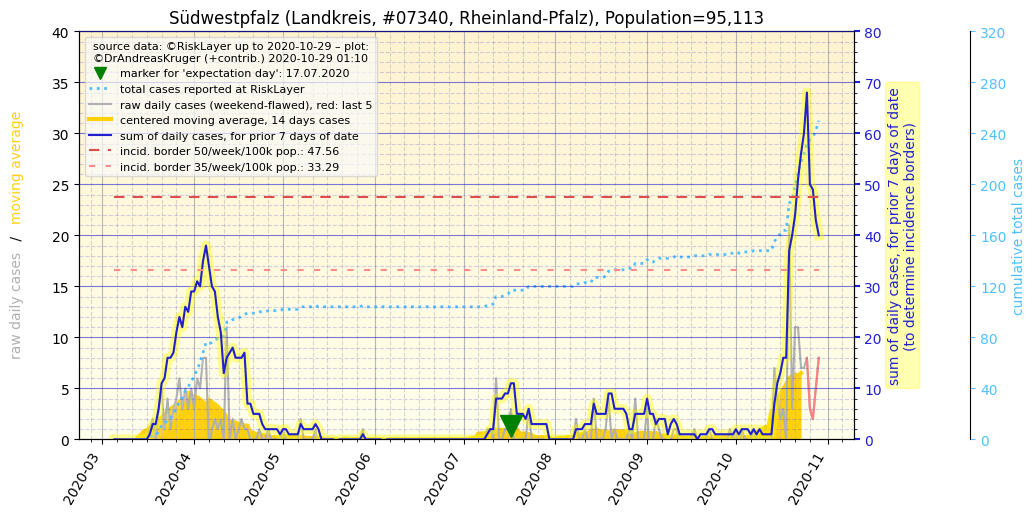 Südwestpfalz (Landkreis, #07340, Rheinland-Pfalz), Population=95,113
source data: ©RiskLayer up to 2020-10-29 – plot:
©DrAndreasKruger (+contrib.) 2020-10-29 01:10
marker for 'expectation day': 17.07.2020
total cases reported at RiskLayer
raw daily cases (weekend-flawed), red: last 5
centered moving average, 14 days cases
sum of daily cases, for prior 7 days of date
incid. border 50/week/100k pop.: 47.56
incid. border 35/week/100k pop.: 33.29
raw daily cases / moving average
40
35
30
25
20
15
10
5
0
80
70
60
50
40
30
20
10
0
sum of daily cases, for prior 7 days of date
(to determine incidence borders)
320
280
240
200
160
120
80
40
0
cumulative total cases
2020-03
2020-04
2020-05
2020-06
2020-07
2020-08
2020-09
2020-10
2020-11